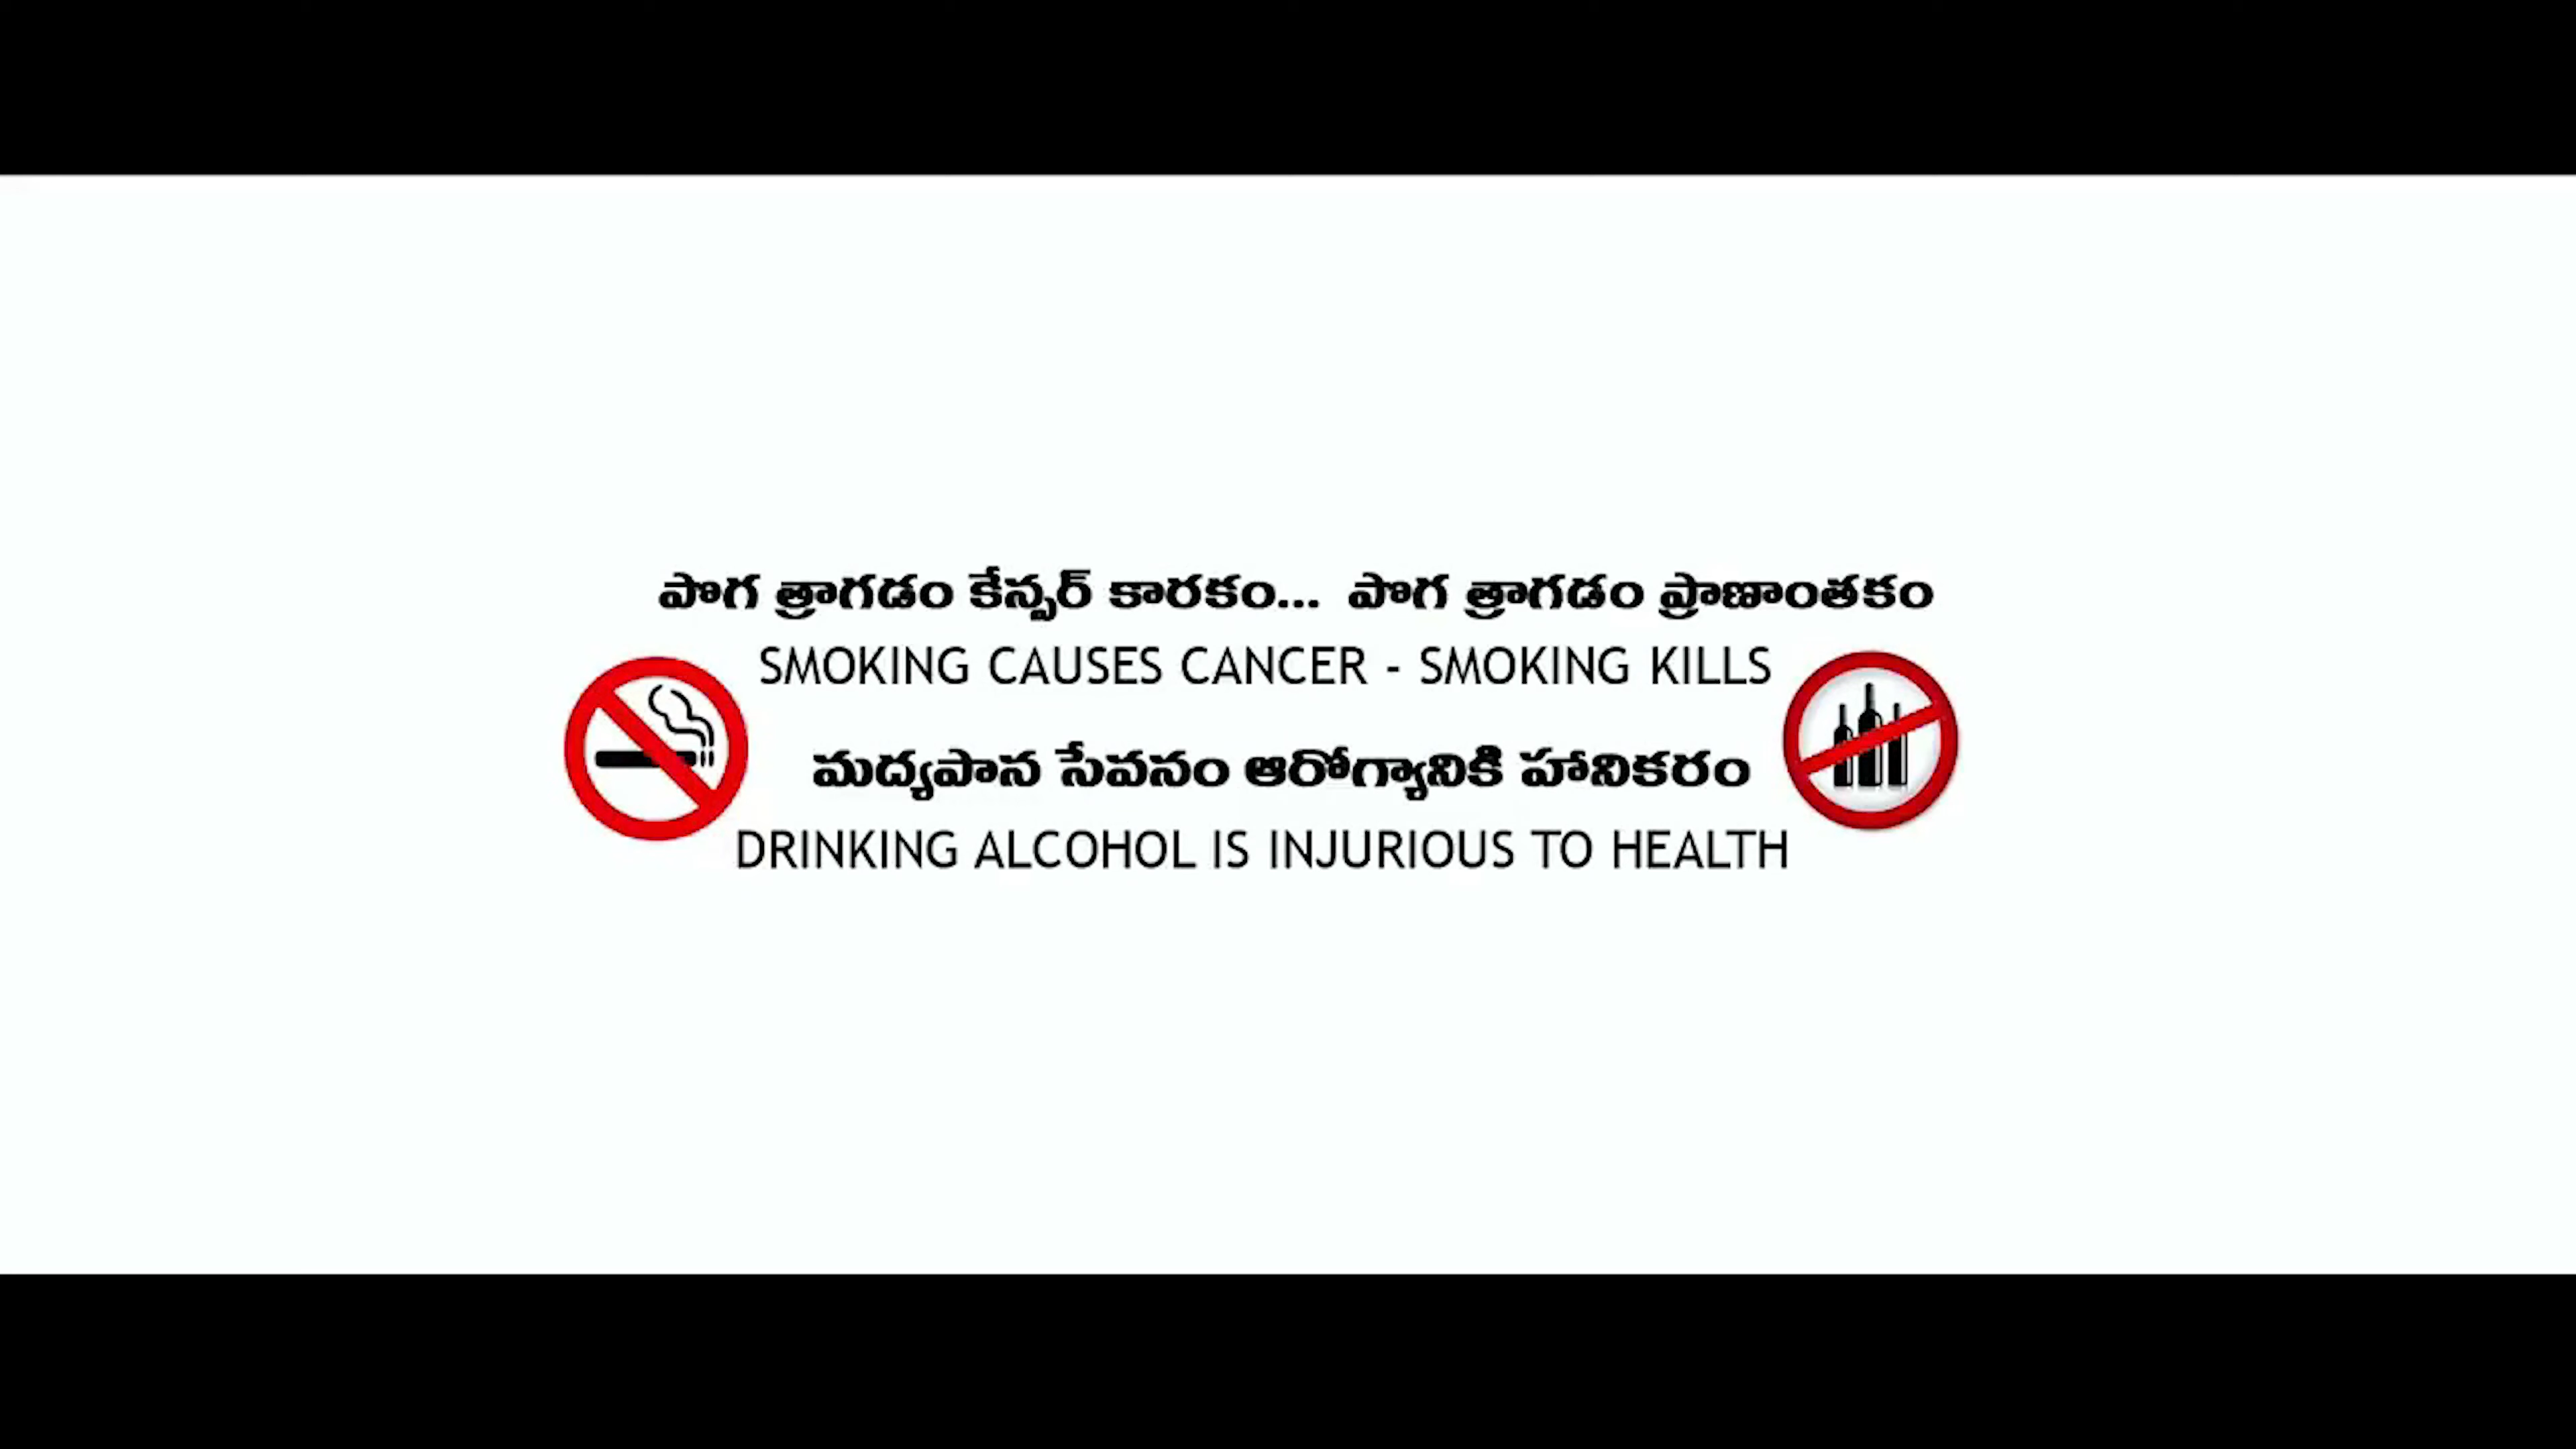 పొగ త్రాగడం కేన్సర్ కారకం... పొగ త్రాగడం ప్రాణాంతకం
SMOKING CAUSES CANCER - SMOKING KILLS
మద్యపాన సేవనం ఆరోగ్యానికి హానికరం
DRINKING ALCOHOL IS INJURIOUS TO HEALTH